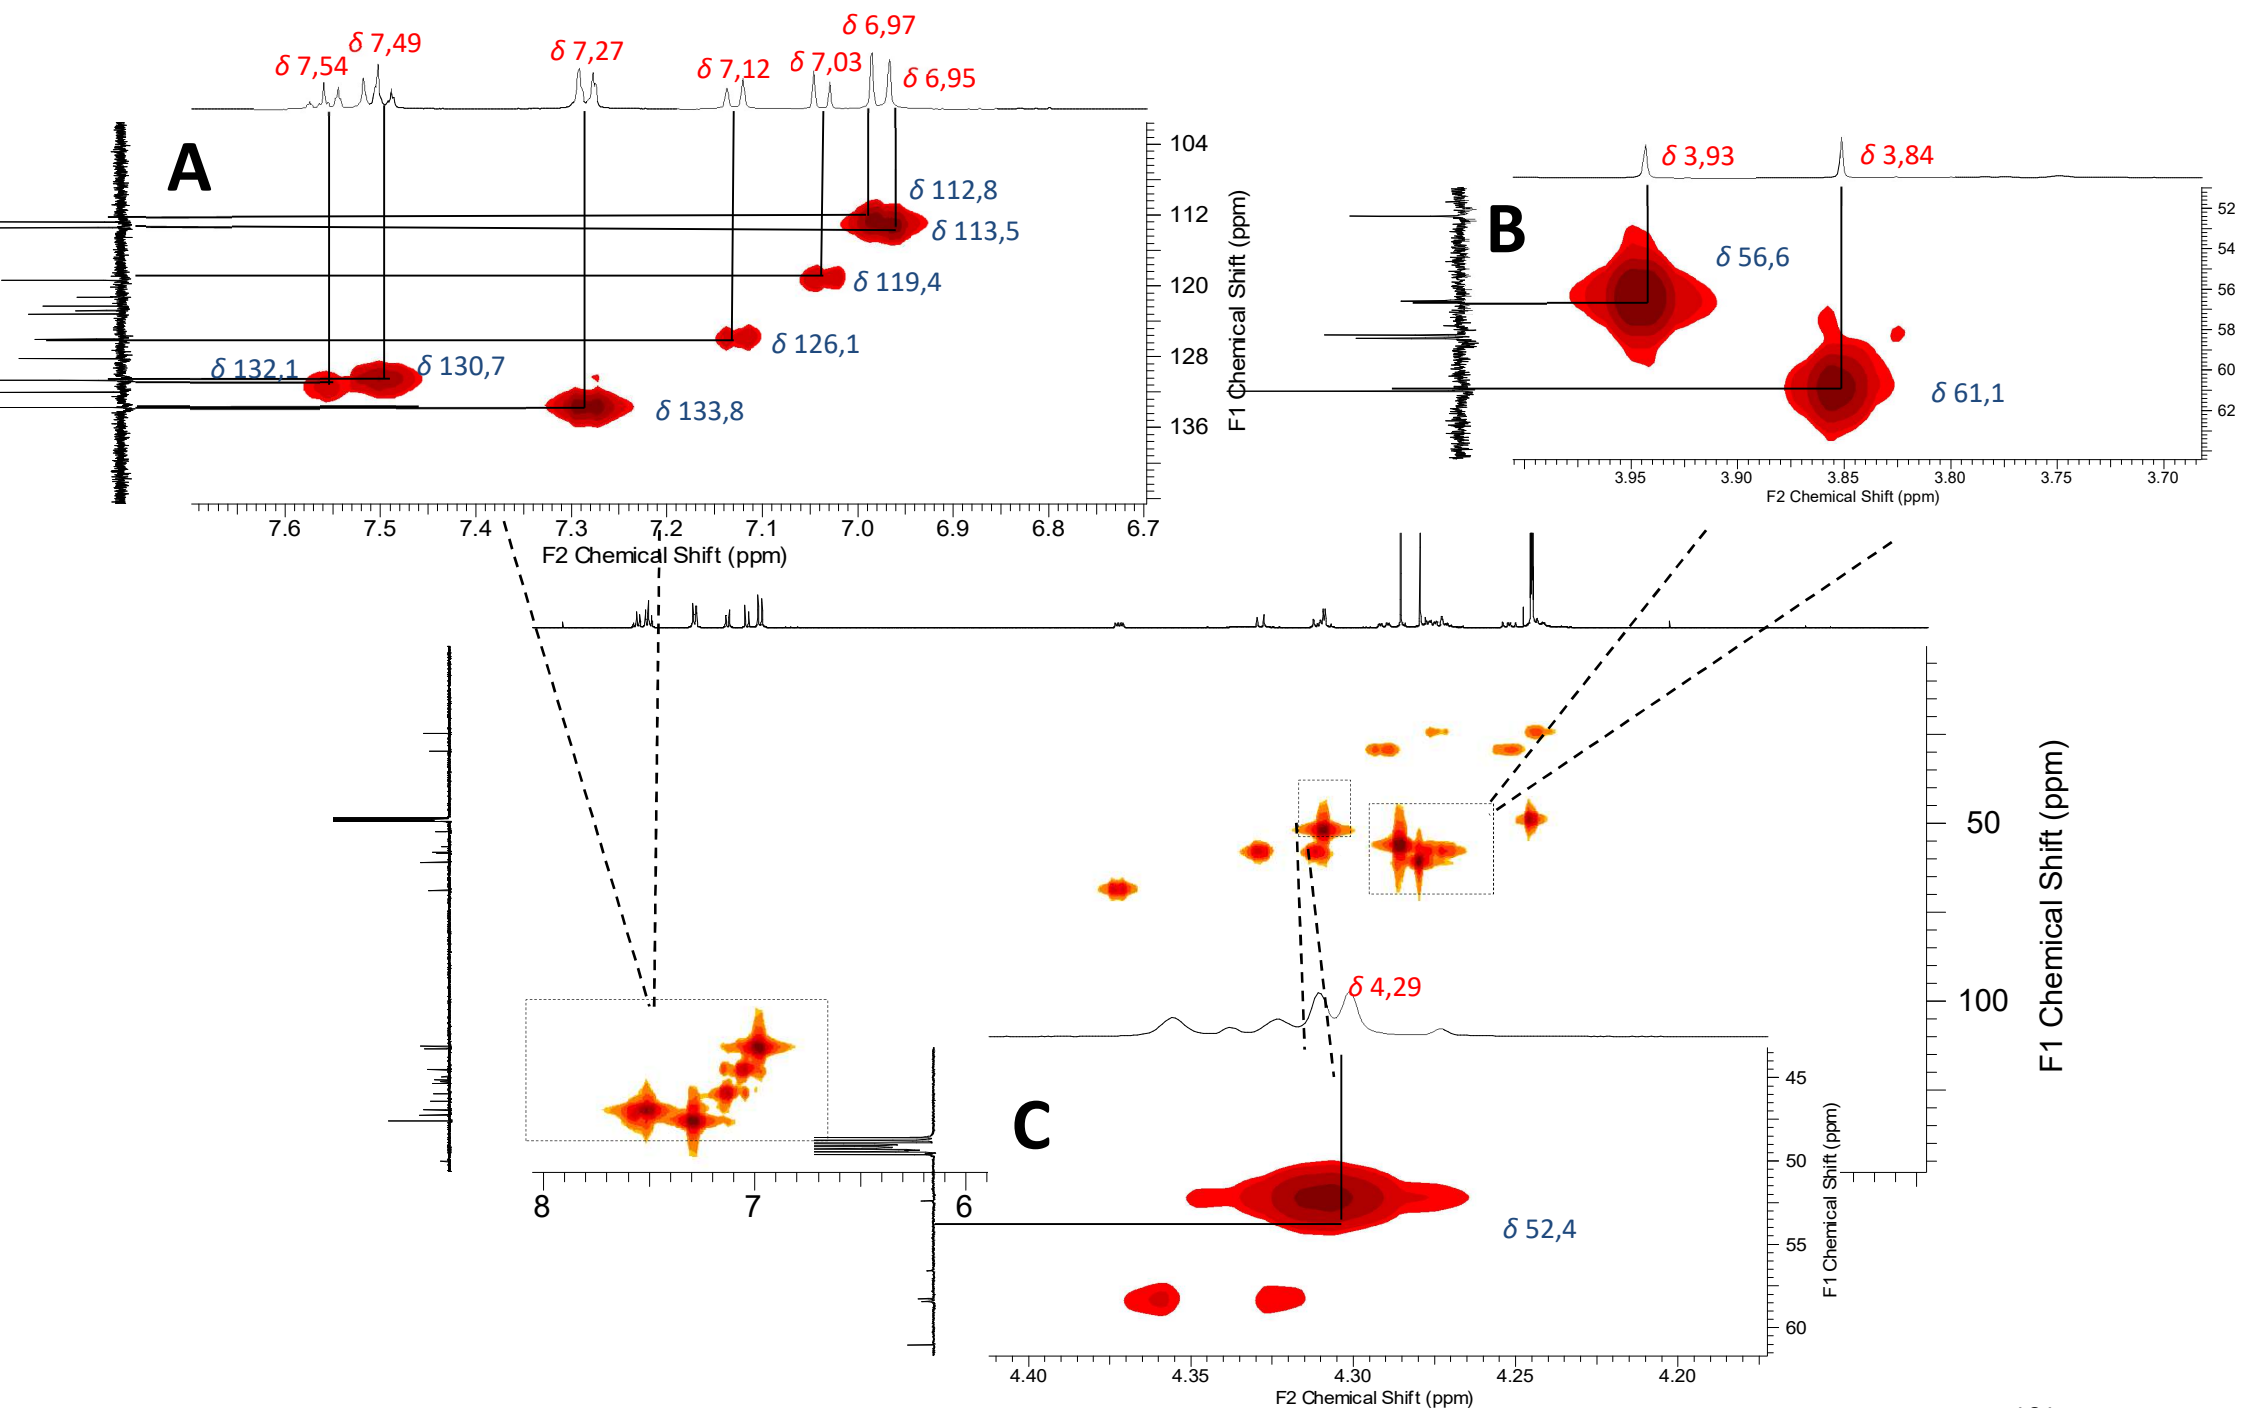 δ 6,97
δ 7,49
δ 7,54
δ 7,27
δ 7,12
δ 7,03
δ 6,95
A
104
112
120
128
136
F1 Chemical Shift (ppm)
δ 112,8
δ 113,5
δ 119,4
δ 126,1
δ 132,1
δ 130,7
δ 133,8
7.6 7.5 7.4 7.3 7.2 7.1 7.0 6.9 6.8 6.7
F2 Chemical Shift (ppm)
δ 3,93
δ 3,84
B
52
54
56
58
60
62
F1 Chemical Shift (ppm)
δ 56,6
δ 61,1
3.95 3.90 3.85 3.80 3.75 3.70
F2 Chemical Shift (ppm)
50
100
F1 Chemical Shift (ppm)
8 7 6
δ 4,29
C
45
50
55
60
F1 Chemical Shift (ppm)
δ 52,4
4.40 4.35 4.30 4.25 4.20
F2 Chemical Shift (ppm)